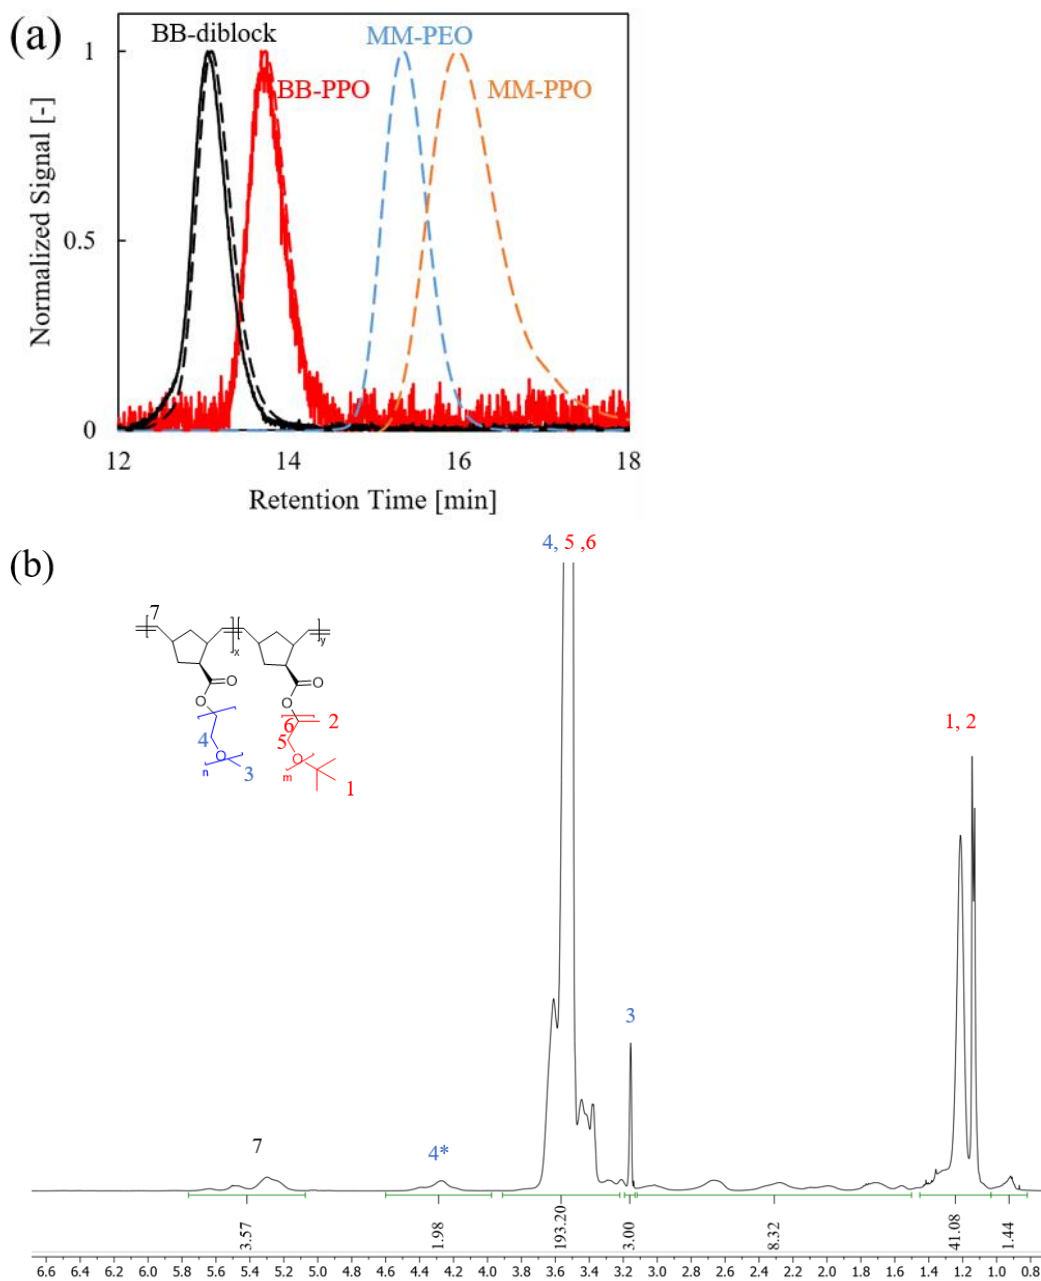 (a)
BB-diblock
MM-PEO
BB-PPO
MM-PPO
1
0.5
0
Normalized Signal [-]
12 14 16 18
Retention Time [min]
(b)
4, 5 ,6
7
x
y
O
O
O
O
6
2
4
5
O
O
n
3
m
1
1, 2
3
7
4*
3.57
1.98
193.20
3.00
8.32
41.08
1.44
6.6 6.4 6.2 6.0 5.8 5.6 5.4 5.2 5.0 4.8 4.6 4.4 4.2 4.0 3.8 3.6 3.4 3.2 3.0 2.8 2.6 2.4 2.2 2.0 1.8 1.6 1.4 1.2 1.0 0.8